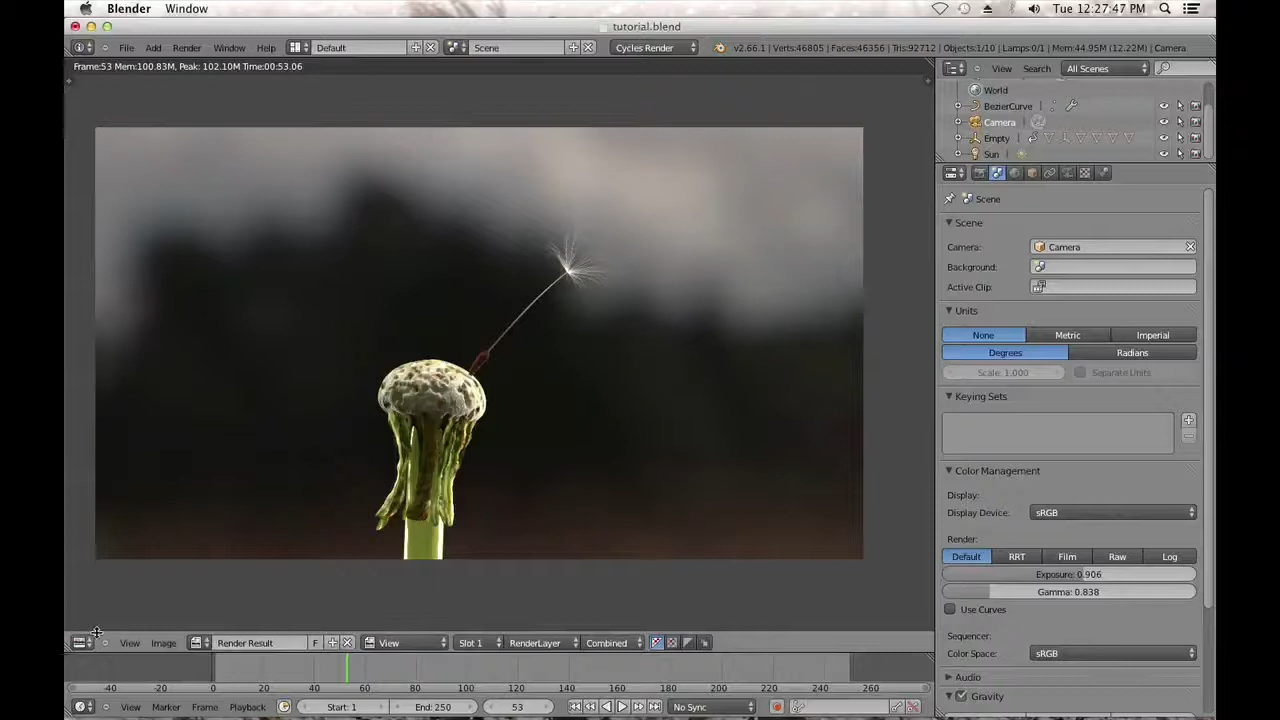 Blender Window Tue 12:27:47 PM
tutorial.blend
File Add Render Window Help Default Scene Cycles Render v2.66.1 | Verts:46805 | Faces:46356 | Tris:92712 | Objects:1/10 | Lamps:0/1 | Mem:44.95M (12.22M) | Camera
Frame:53 Mem:100.83M, Peak: 102.10M Time:00:53.06
View Search All Scenes
World
BezierCurve
Camera
Empty
Sun
Scene
Scene
Camera: Camera
Background:
Active Clip:
Units
None Metric Imperial
Degrees Radians
Scale: 1.000 Separate Units
Keying Sets
Color Management
Display:
Display Device: sRGB
Render:
Default RRT Film Raw Log
Exposure: 0.906
Gamma: 0.838
Use Curves
Sequencer:
Color Space: sRGB
Audio
Gravity
View Image Render Result F View Slot 1 RenderLayer Combined
-40 -20 0 20 40 60 80 100 120 140 160 180 200 220 240 260
View Marker Frame Playback Start: 1 End: 250 53 No Sync